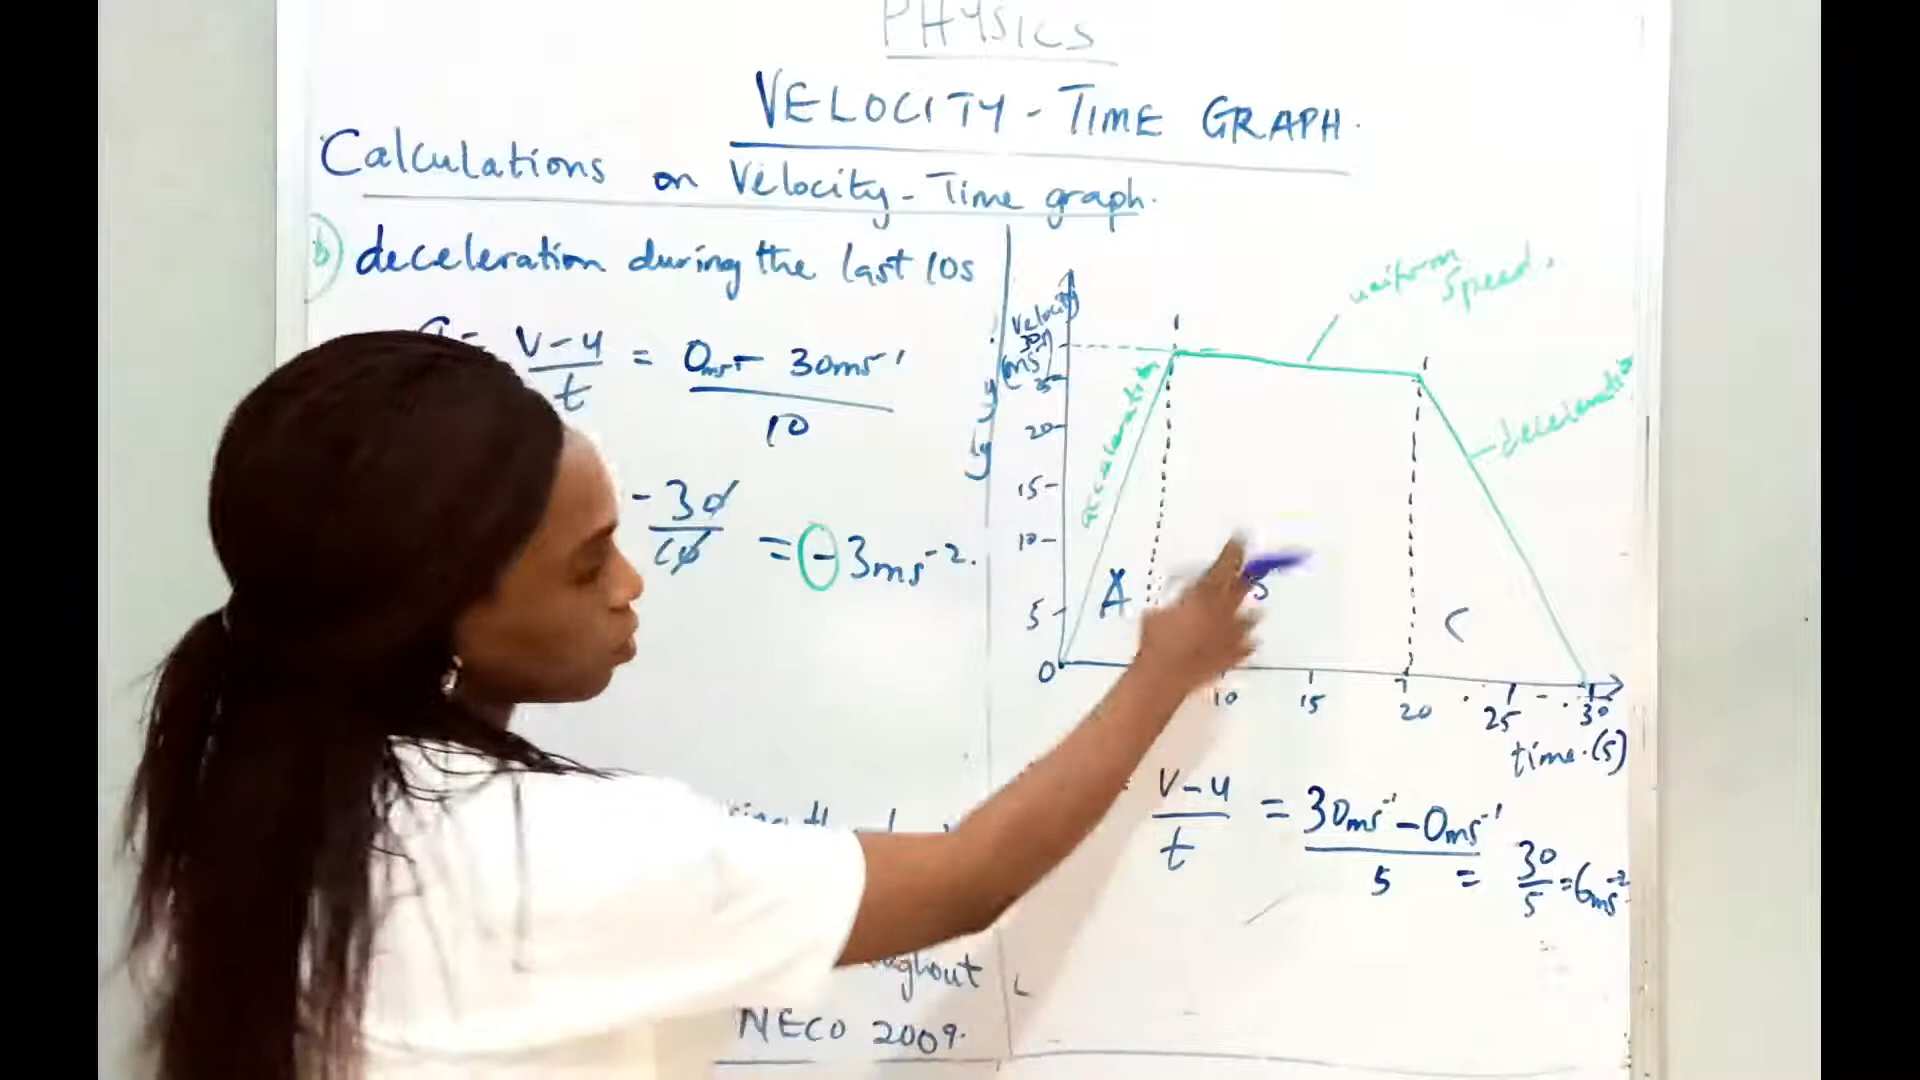 PHYSICS
VELOCITY - TIME GRAPH.
Calculations on Velocity - Time graph.
b) deceleration during the last 10s
v-u / t = 0ms⁻¹ - 30ms⁻¹ / 10
-30 / 10 = -3ms⁻².
NECO 2009.
Velocity
(ms⁻¹)
30
25
20
15
10
5
0
acceleration
uniform
Speed.
deceleration
A
C
10 15 20 25 30
time.(s)
v-u / t = 30ms⁻¹ - 0ms⁻¹ / 5 = 30 / 5 = 6ms⁻²